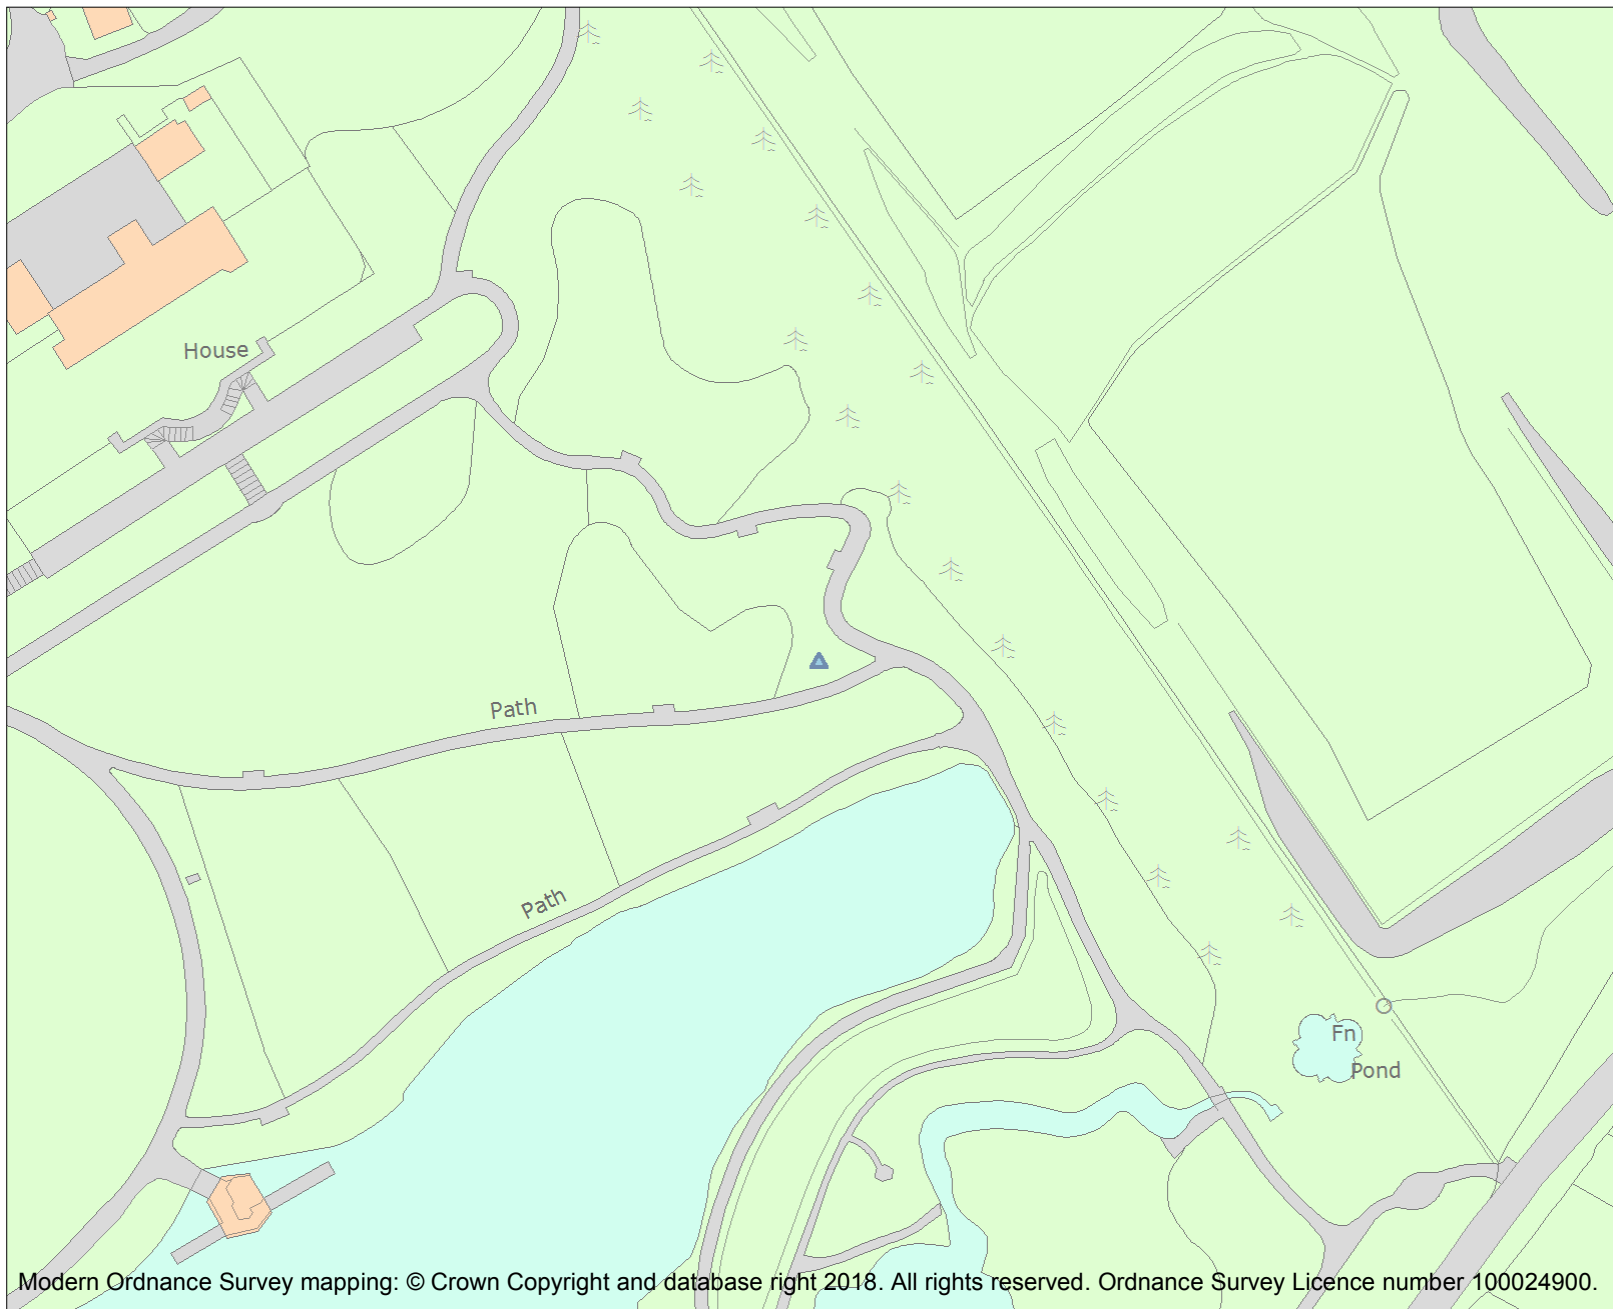 House
Path
Path
Fn
Pond
Modern Ordnance Survey mapping: © Crown Copyright and database right 2018. All rights reserved. Ordnance Survey Licence number 100024900.